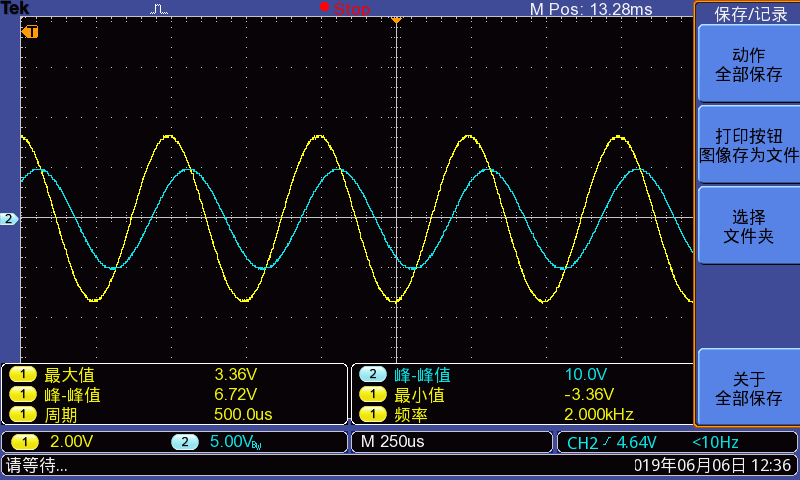 Tek Stop M Pos: 13.28ms 保存/记录
T
动作
全部保存
打印按钮
图像存为文件
2
选择
文件夹
1 最大值 3.36V 2 峰-峰值 10.0V
1 峰-峰值 6.72V 1 最小值 -3.36V
1 周期 500.0us 1 频率 2.000kHz
关于
全部保存
1 2.00V 2 5.00VBW M 250us CH2 4.64V <10Hz
请等待... 019年06月06日 12:36